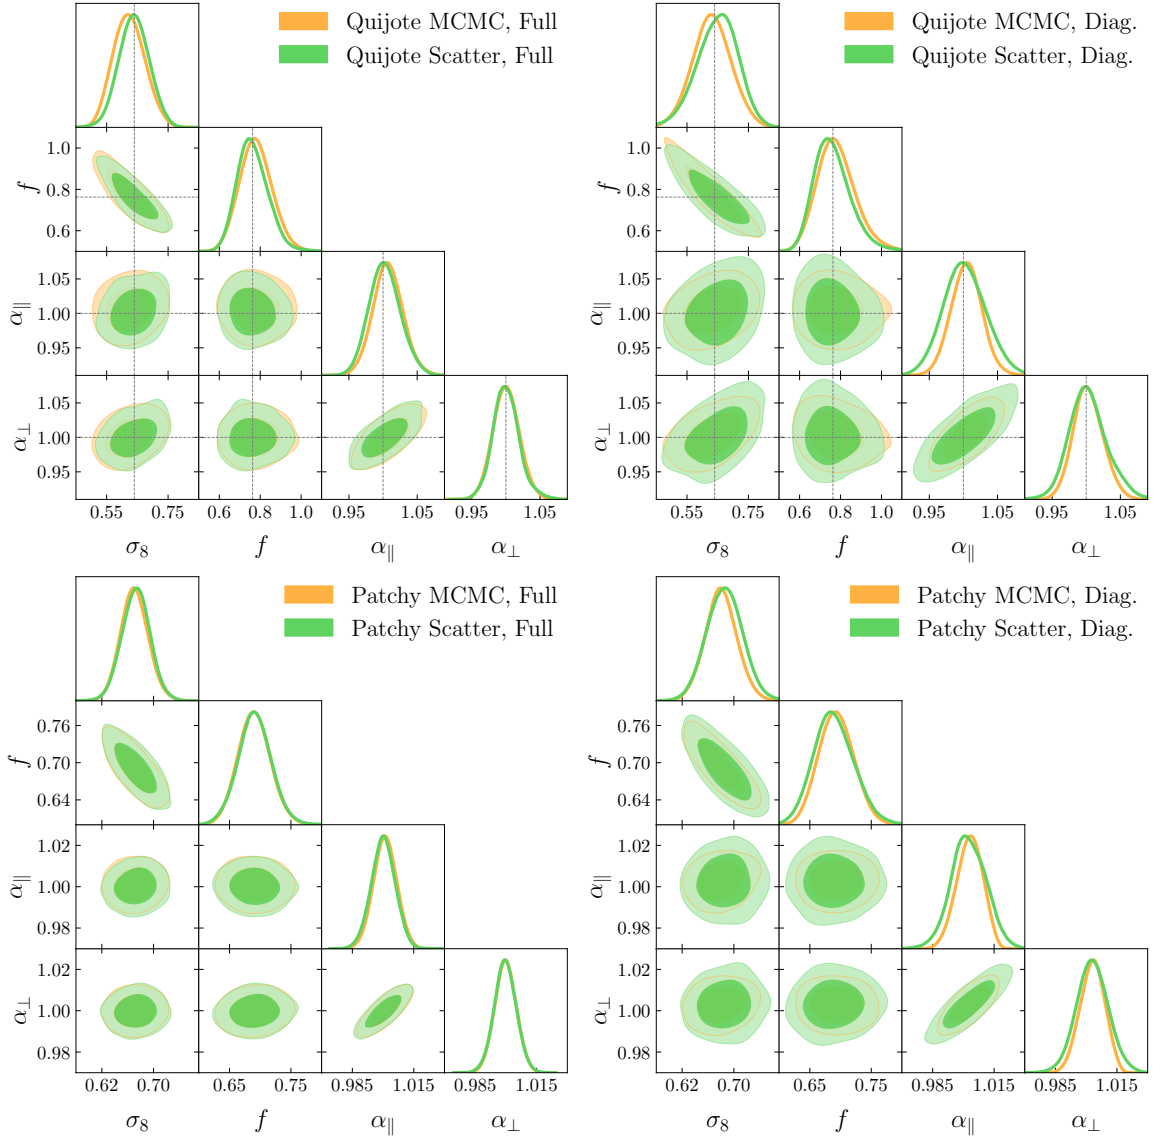 Quijote MCMC, Full
Quijote Scatter, Full
1.0
0.8
0.6
f
1.05
1.00
0.95
α∥
1.05
1.00
0.95
α⊥
0.55 0.75 0.6 0.8 1.0 0.95 1.05 0.95 1.05
σ8 f α∥ α⊥
Quijote MCMC, Diag.
Quijote Scatter, Diag.
1.0
0.8
0.6
f
1.05
1.00
0.95
α∥
1.05
1.00
0.95
α⊥
0.55 0.75 0.6 0.8 1.0 0.95 1.05 0.95 1.05
σ8 f α∥ α⊥
Patchy MCMC, Full
Patchy Scatter, Full
0.76
0.70
0.64
f
1.02
1.00
0.98
α∥
1.02
1.00
0.98
α⊥
0.62 0.70 0.65 0.75 0.985 1.015 0.985 1.015
σ8 f α∥ α⊥
Patchy MCMC, Diag.
Patchy Scatter, Diag.
0.76
0.70
0.64
f
1.02
1.00
0.98
α∥
1.02
1.00
0.98
α⊥
0.62 0.70 0.65 0.75 0.985 1.015 0.985 1.015
σ8 f α∥ α⊥